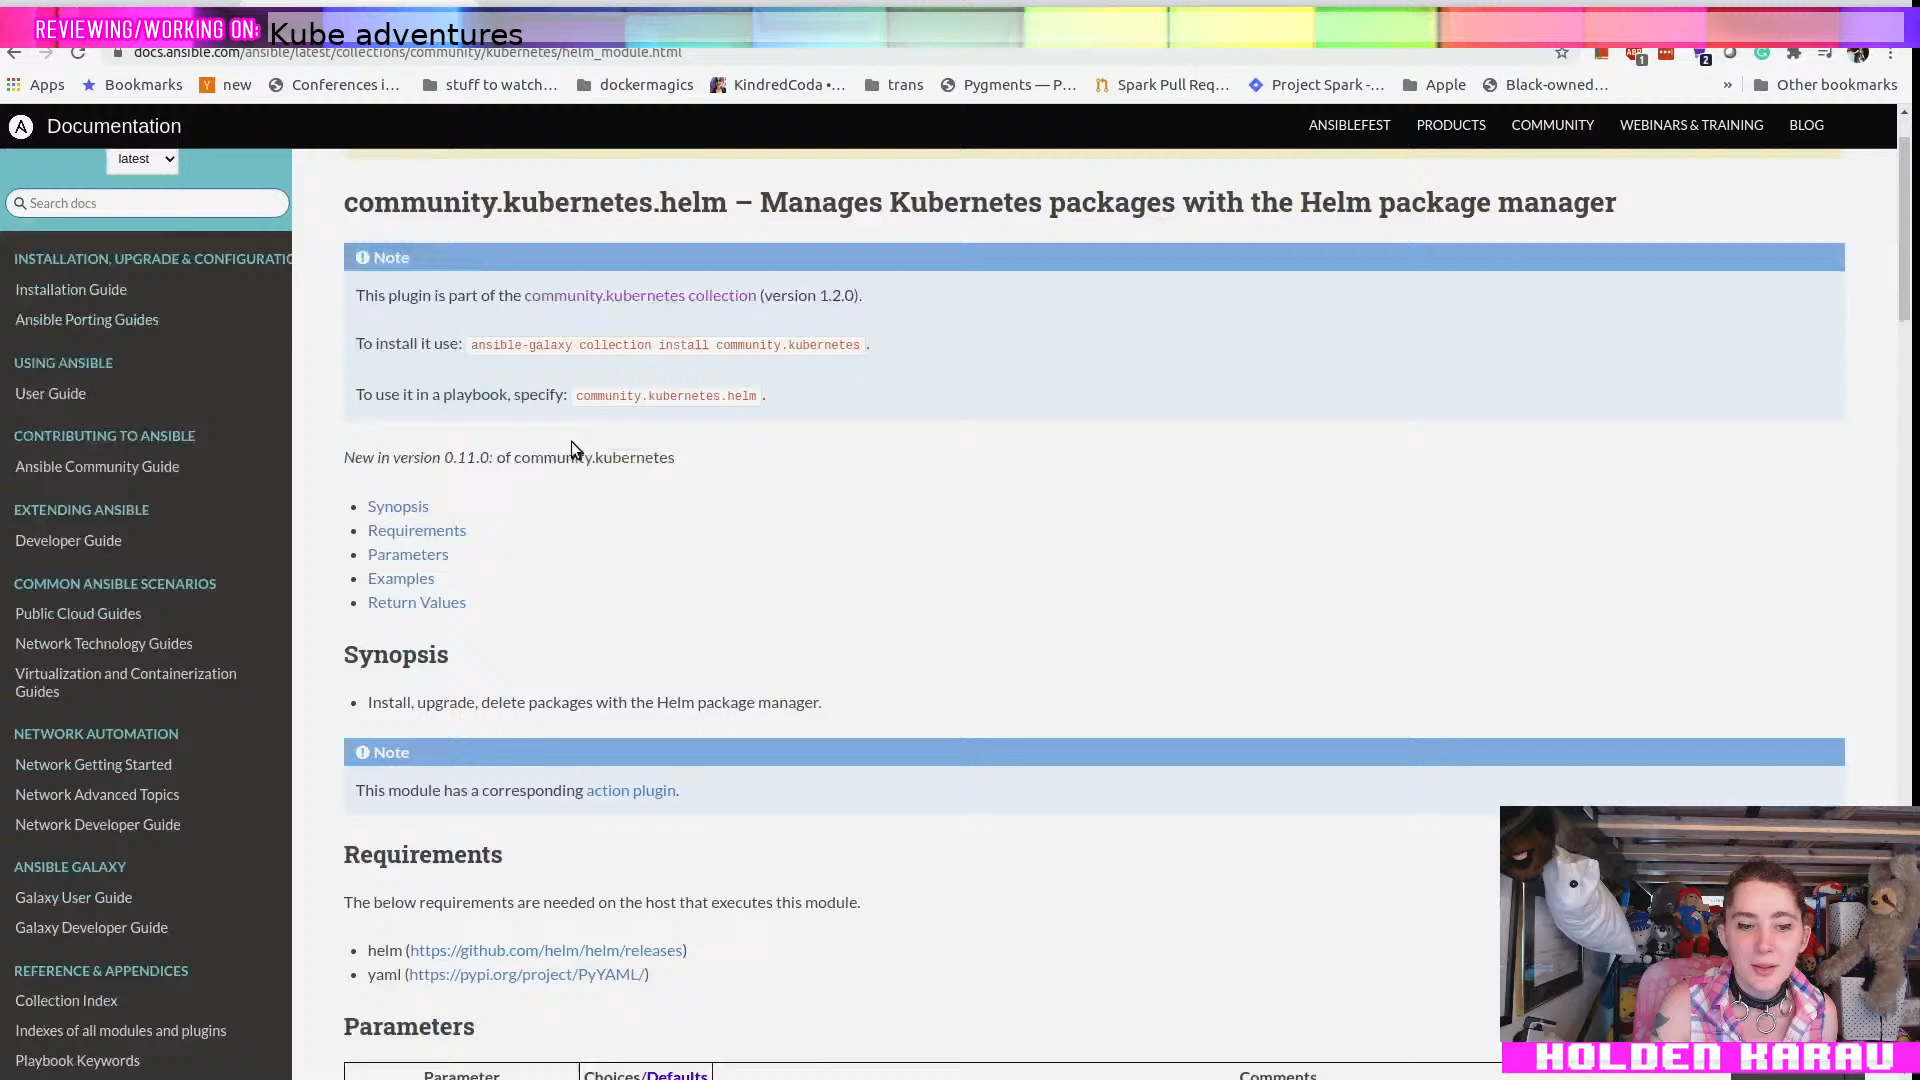 REVIEWING/WORKING ON: Kube adventures
docs.ansible.com/ansible/latest/collections/community/kubernetes/helm_module.html
1
2
Apps
Bookmarks
new
Conferences i...
stuff to watch...
dockermagics
KindredCoda •...
trans
Pygments — P...
Spark Pull Req...
Project Spark -...
Apple
Black-owned...
»
Other bookmarks
Documentation
ANSIBLEFEST
PRODUCTS
COMMUNITY
WEBINARS & TRAINING
BLOG
latest
Search docs
INSTALLATION, UPGRADE & CONFIGURATIO
Installation Guide
Ansible Porting Guides
USING ANSIBLE
User Guide
CONTRIBUTING TO ANSIBLE
Ansible Community Guide
EXTENDING ANSIBLE
Developer Guide
COMMON ANSIBLE SCENARIOS
Public Cloud Guides
Network Technology Guides
Virtualization and Containerization
Guides
NETWORK AUTOMATION
Network Getting Started
Network Advanced Topics
Network Developer Guide
ANSIBLE GALAXY
Galaxy User Guide
Galaxy Developer Guide
REFERENCE & APPENDICES
Collection Index
Indexes of all modules and plugins
Playbook Keywords
community.kubernetes.helm – Manages Kubernetes packages with the Helm package manager
Note
This plugin is part of the community.kubernetes collection (version 1.2.0).
To install it use: ansible-galaxy collection install community.kubernetes .
To use it in a playbook, specify: community.kubernetes.helm .
New in version 0.11.0: of community.kubernetes
• Synopsis
• Requirements
• Parameters
• Examples
• Return Values
Synopsis
• Install, upgrade, delete packages with the Helm package manager.
Note
This module has a corresponding action plugin.
Requirements
The below requirements are needed on the host that executes this module.
• helm (https://github.com/helm/helm/releases)
• yaml (https://pypi.org/project/PyYAML/)
Parameters
Parameter
Choices/Defaults
Comments
HOLDEN KARAU